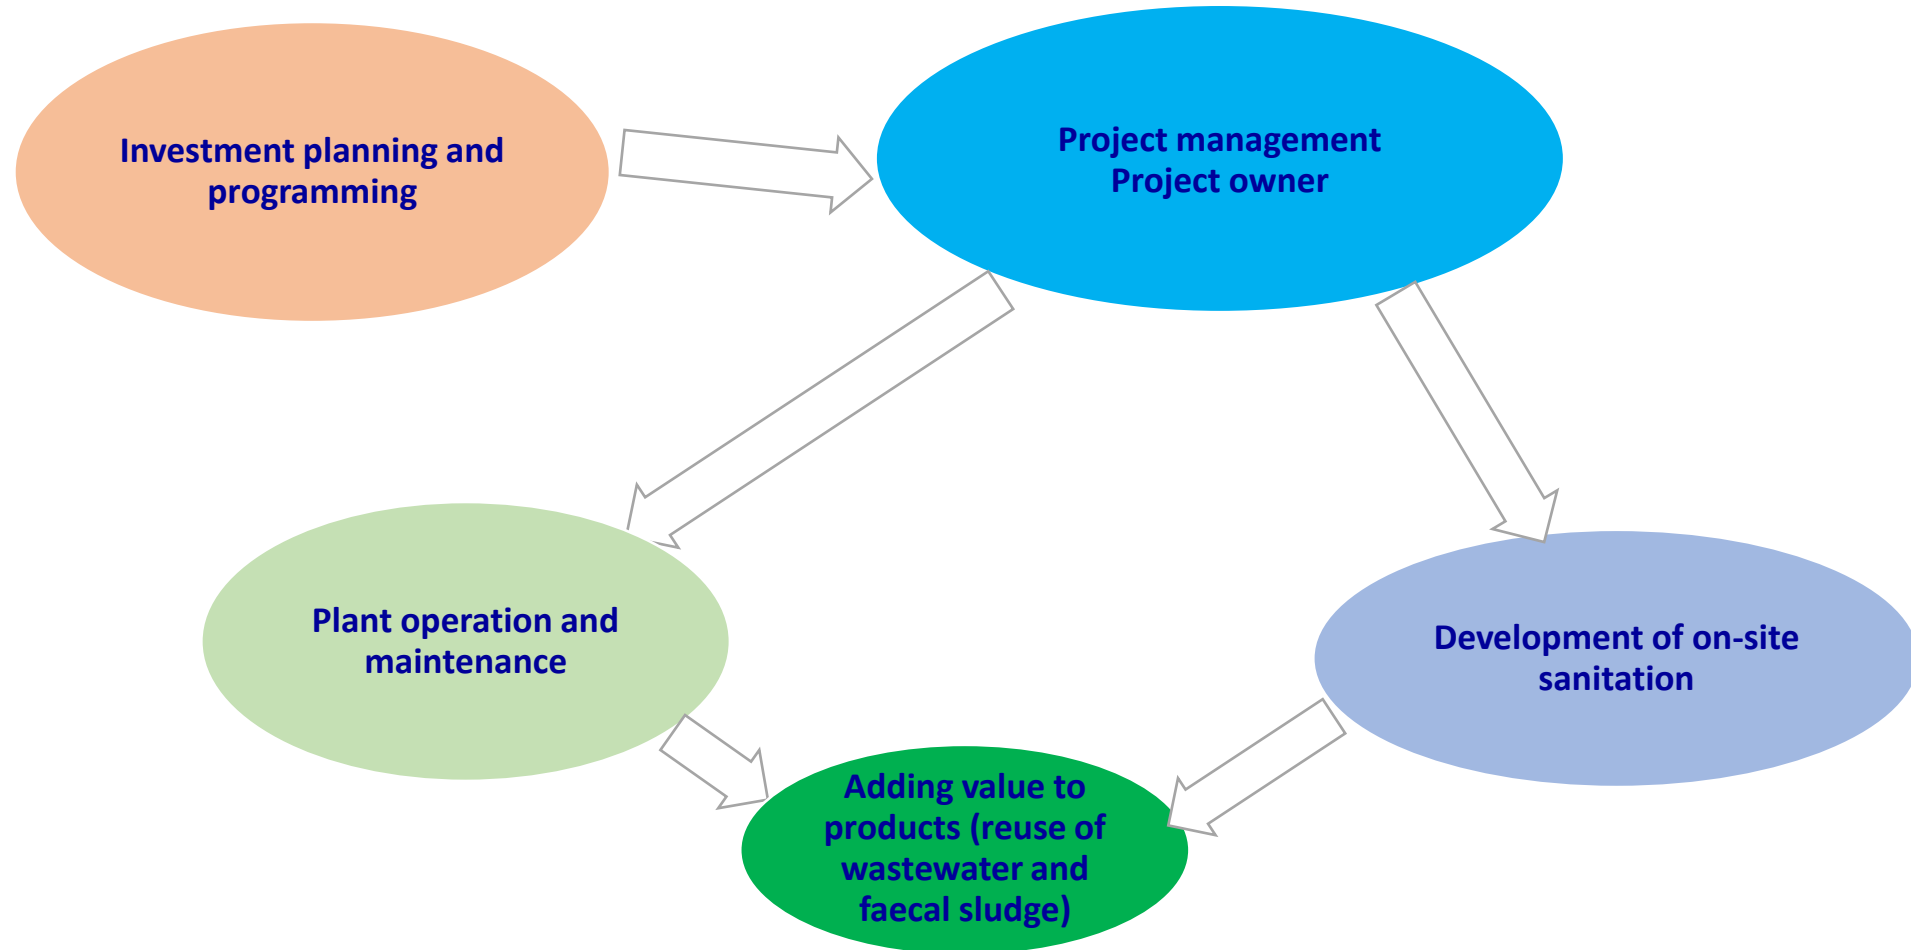 Investment planning and
programming
Project management
Project owner
Plant operation and
maintenance
Development of on-site
sanitation
Adding value to
products (reuse of
wastewater and
faecal sludge)